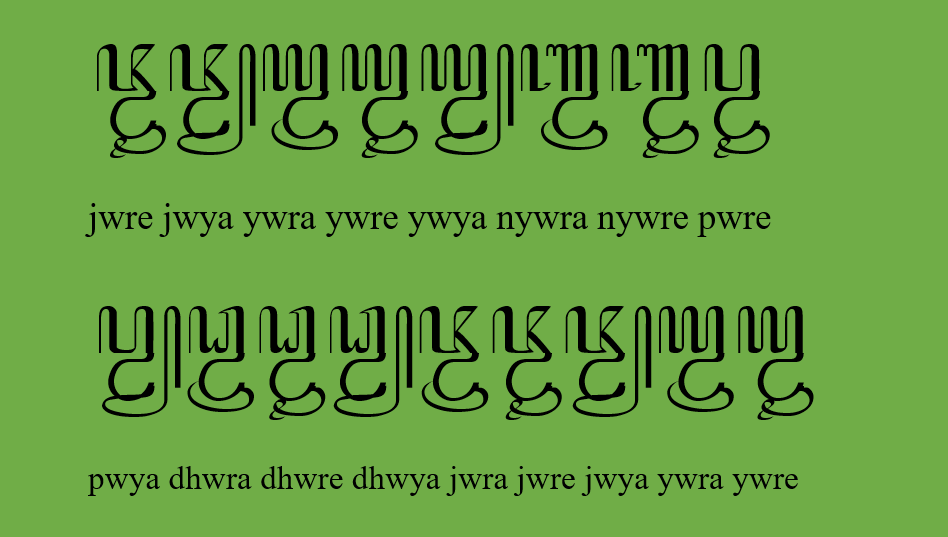 ꦗ꧀ꦮꦽꦗ꧀ꦮꦾꦪ꧀ꦮꦿꦪ꧀ꦮꦽꦪ꧀ꦮꦾꦚ꧀ꦮꦿꦚ꧀ꦮꦽꦥ꧀ꦮꦽ
jwre jwya ywra ywre ywya nywra nywre pwre
ꦥ꧀ꦮꦾꦝ꧀ꦮꦿꦝ꧀ꦮꦽꦝ꧀ꦮꦾꦗ꧀ꦮꦿꦗ꧀ꦮꦽꦗ꧀ꦮꦾꦪ꧀ꦮꦿꦪ꧀ꦮꦽ
pwya dhwra dhwre dhwya jwra jwre jwya ywra ywre